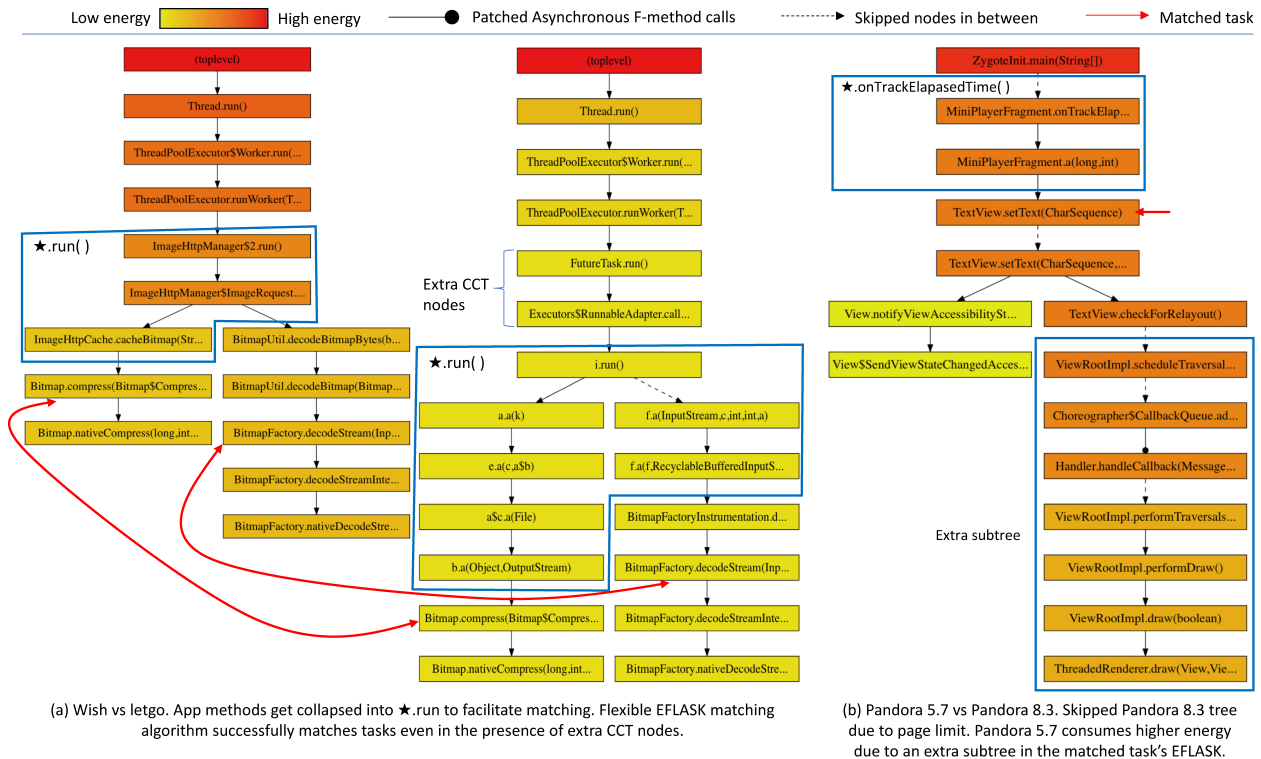 Low energy
High energy
Patched Asynchronous F-method calls
Skipped nodes in between
Matched task
(toplevel)
Thread.run()
ThreadPoolExecutor$Worker.run(...
ThreadPoolExecutor.runWorker(T...
★.run( )
ImageHttpManager$2.run()
ImageHttpManager$ImageRequest....
ImageHttpCache.cacheBitmap(Str...
BitmapUtil.decodeBitmapBytes(b...
Bitmap.compress(Bitmap$Compres...
BitmapUtil.decodeBitmap(Bitmap...
Bitmap.nativeCompress(long,int...
BitmapFactory.decodeStream(Inp...
BitmapFactory.decodeStreamInte...
BitmapFactory.nativeDecodeStre...
(toplevel)
Thread.run()
ThreadPoolExecutor$Worker.run(...
ThreadPoolExecutor.runWorker(T...
Extra CCT
nodes
FutureTask.run()
Executors$RunnableAdapter.call...
★.run( )
i.run()
a.a(k)
f.a(InputStream,c,int,int,a)
e.a(c,a$b)
f.a(f,RecyclableBufferedInputS...
a$c.a(File)
BitmapFactoryInstrumentation.d...
b.a(Object,OutputStream)
BitmapFactory.decodeStream(Inp...
Bitmap.compress(Bitmap$Compres...
BitmapFactory.decodeStreamInte...
Bitmap.nativeCompress(long,int...
BitmapFactory.nativeDecodeStre...
ZygoteInit.main(String[])
★.onTrackElapasedTime( )
MiniPlayerFragment.onTrackElap...
MiniPlayerFragment.a(long,int)
TextView.setText(CharSequence)
TextView.setText(CharSequence,...
View.notifyViewAccessibilitySt...
TextView.checkForRelayout()
View$SendViewStateChangedAcces...
ViewRootImpl.scheduleTraversal...
Choreographer$CallbackQueue.ad...
Handler.handleCallback(Message...
ViewRootImpl.performTraversals...
Extra subtree
ViewRootImpl.performDraw()
ViewRootImpl.draw(boolean)
ThreadedRenderer.draw(View,Vie...
(a) Wish vs letgo. App methods get collapsed into ★.run to facilitate matching. Flexible EFLASK matching
algorithm successfully matches tasks even in the presence of extra CCT nodes.
(b) Pandora 5.7 vs Pandora 8.3. Skipped Pandora 8.3 tree
due to page limit. Pandora 5.7 consumes higher energy
due to an extra subtree in the matched task's EFLASK.